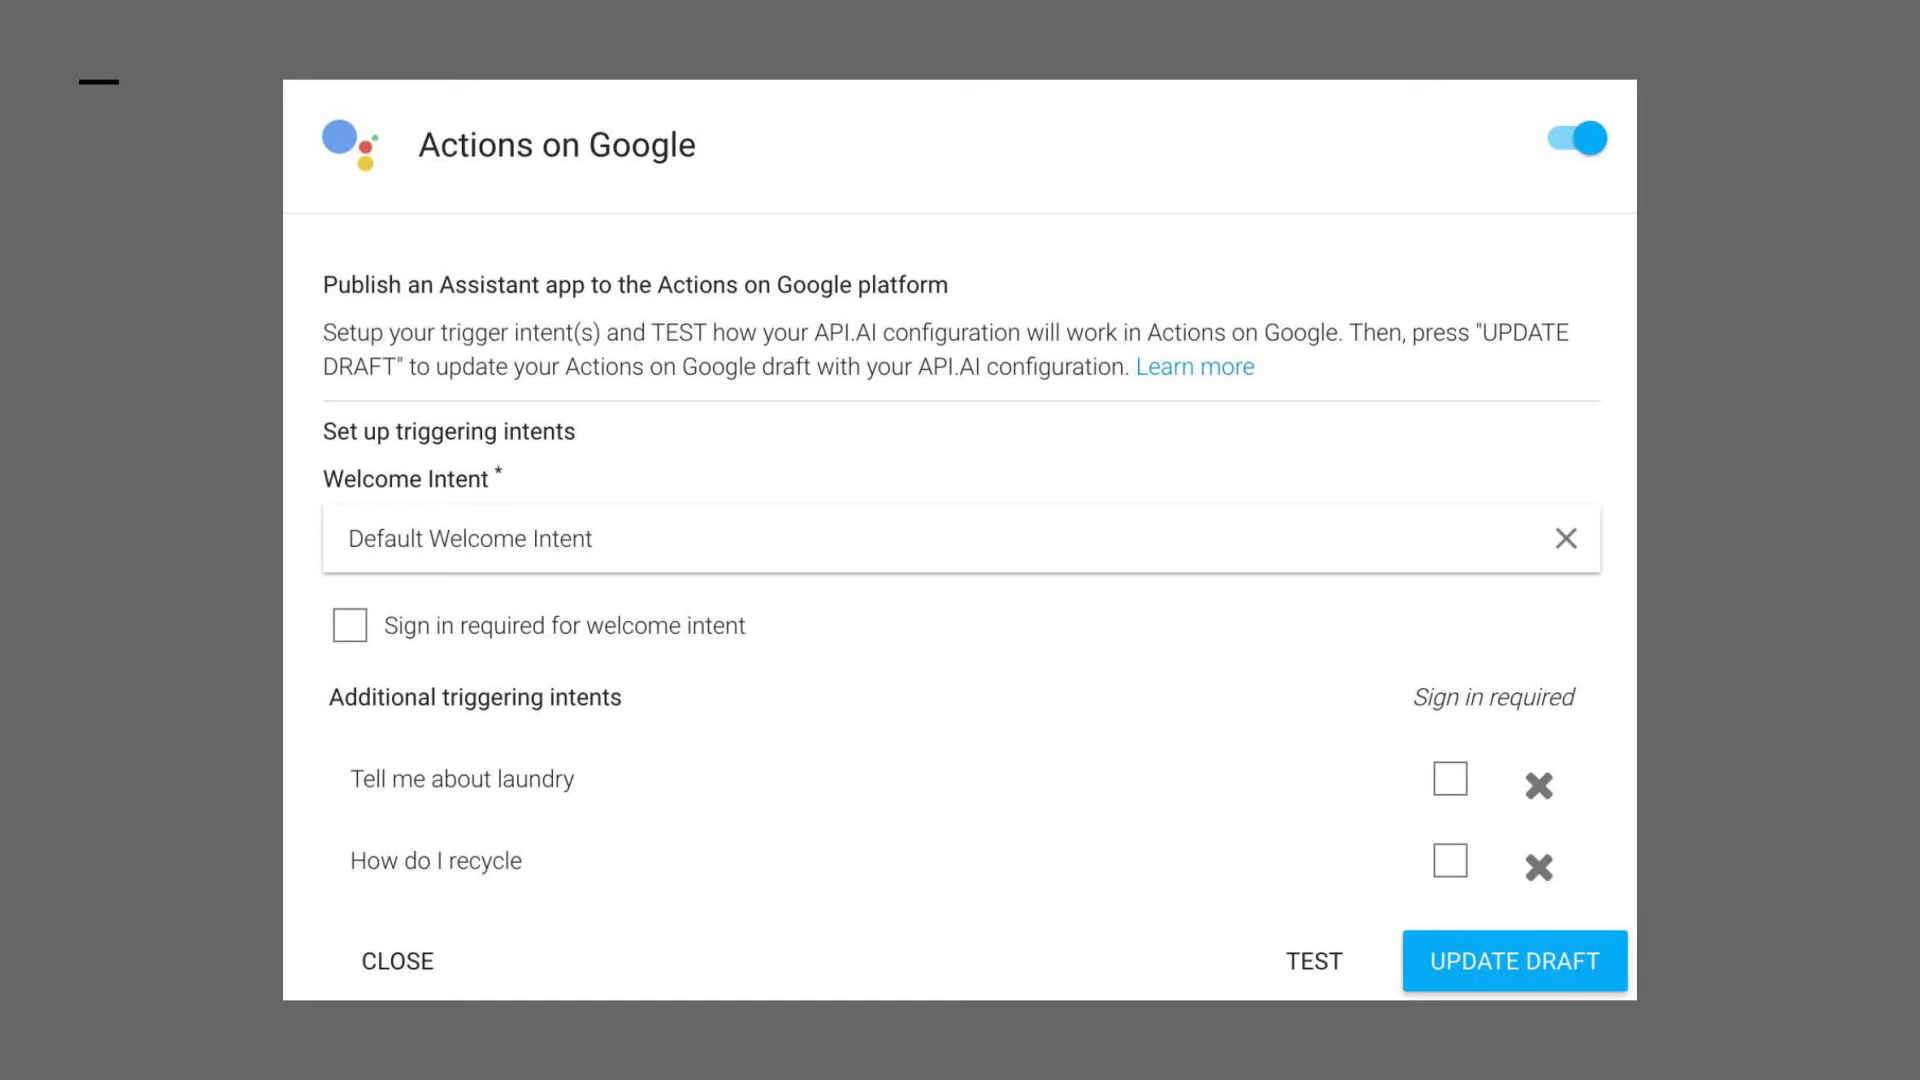 Actions on Google
Publish an Assistant app to the Actions on Google platform
Setup your trigger intent(s) and TEST how your API.AI configuration will work in Actions on Google. Then, press "UPDATE
DRAFT" to update your Actions on Google draft with your API.AI configuration. Learn more
Set up triggering intents
Welcome Intent *
Default Welcome Intent
Sign in required for welcome intent
Additional triggering intents Sign in required
Tell me about laundry
How do I recycle
CLOSE TEST UPDATE DRAFT